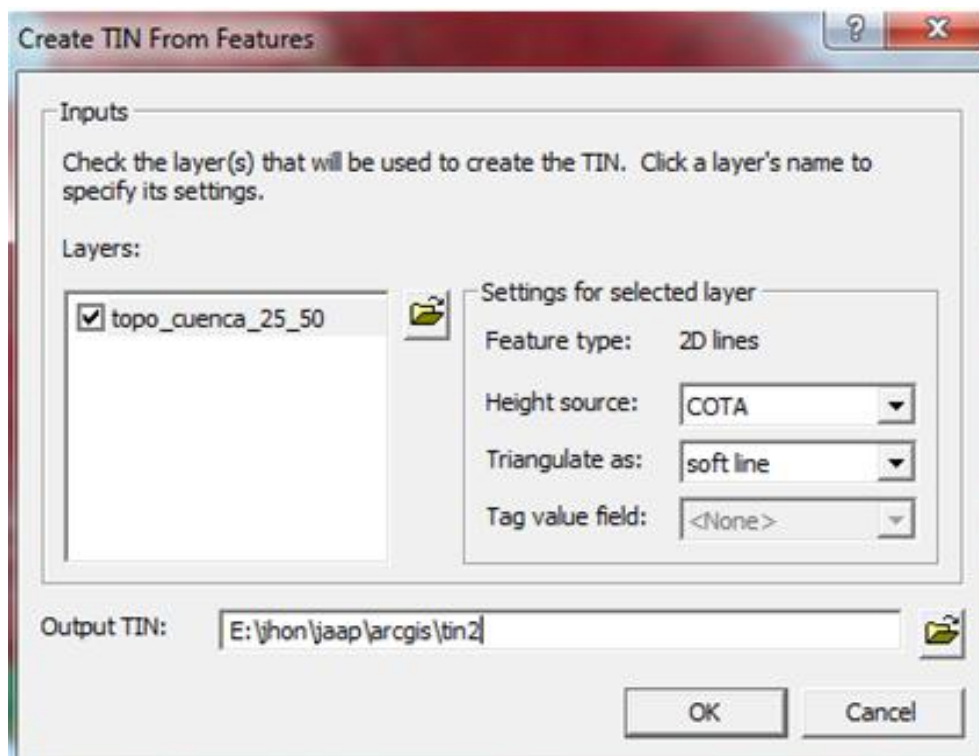 Create TIN From Features
Inputs
Check the layer(s) that will be used to create the TIN. Click a layer's name to
specify its settings.
Layers:
topo_cuenca_25_50
Settings for selected layer
Feature type: 2D lines
Height source: COTA
Triangulate as: soft line
Tag value field: <None>
Output TIN: E:\jhon\jaap\arcgis\tin2
OK Cancel